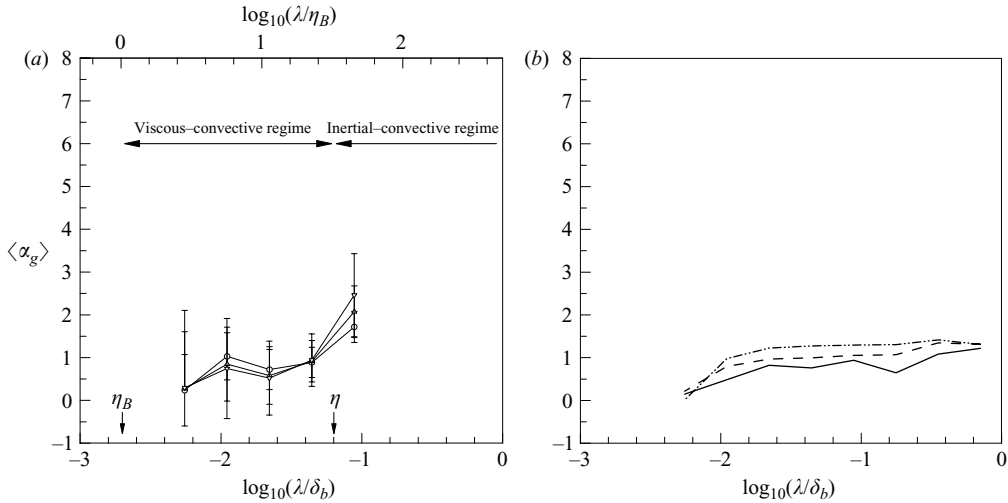 log10(λ/ηB)
0 1 2
(a)
8
7
6
5
4
3
2
1
0
−1
⟨αg⟩
Viscous–convective regime
Inertial–convective regime
ηB
η
−3 −2 −1 0
log10(λ/δb)
(b)
8
7
6
5
4
3
2
1
0
−1
−3 −2 −1 0
log10(λ/δb)